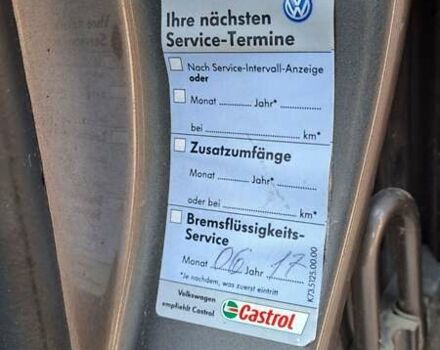 Ihre nächsten
Service-Termine
Nach Service-Intervall-Anzeige
oder
Monat Jahr*
bei km*
Zusatzumfänge
Monat Jahr*
oder bei km*
Bremsflüssigkeits-
Service
Monat 06 Jahr 17
*Je nachdem, was zuerst eintritt
Volkswagen
empfiehlt Castrol
Castrol
K73.5125.00.00